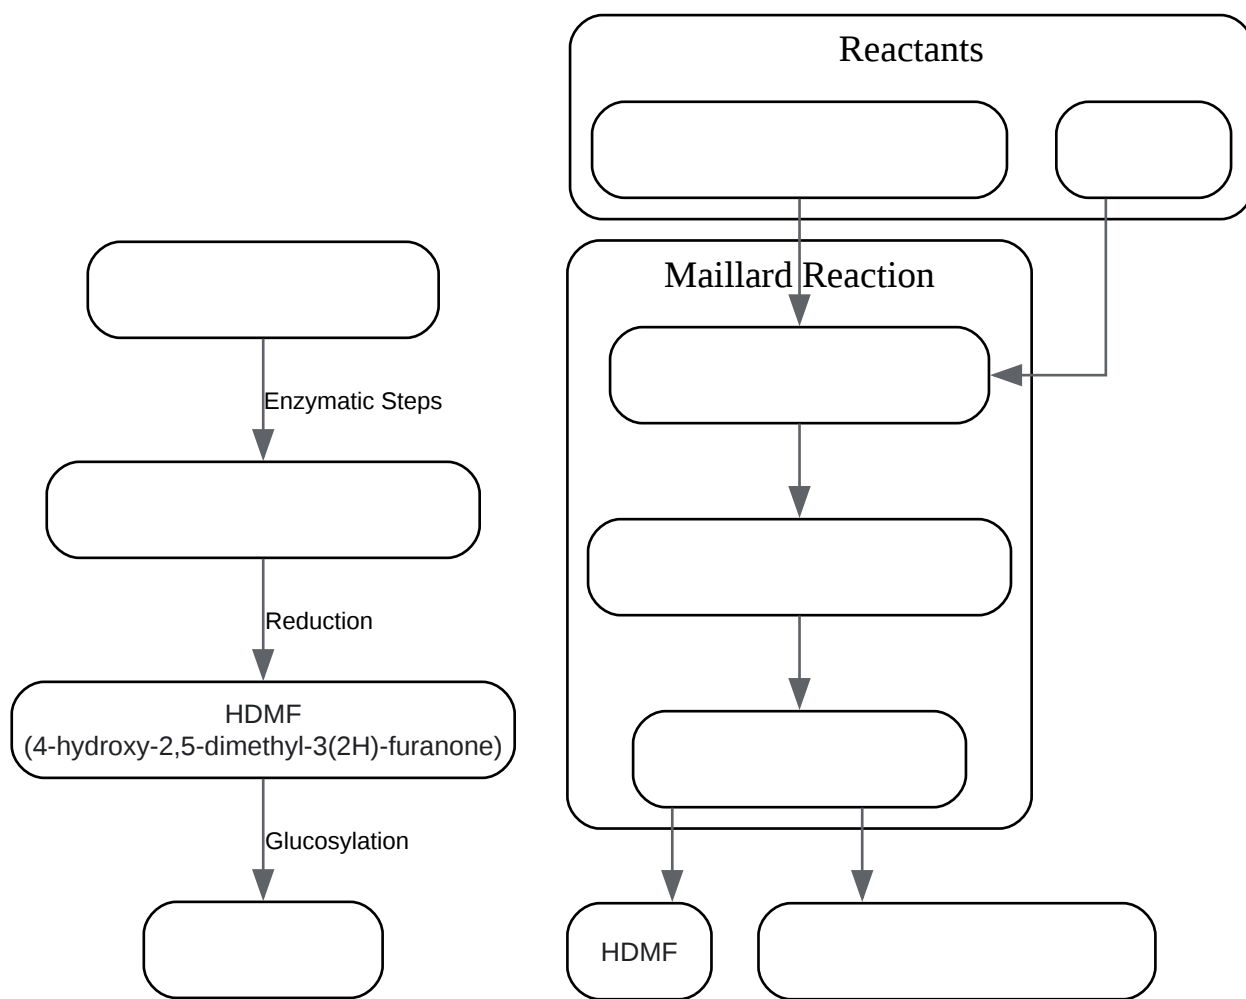 Reactants
Maillard Reaction
Enzymatic Steps
Reduction
HDMF
(4-hydroxy-2,5-dimethyl-3(2H)-furanone)
Glucosylation
HDMF